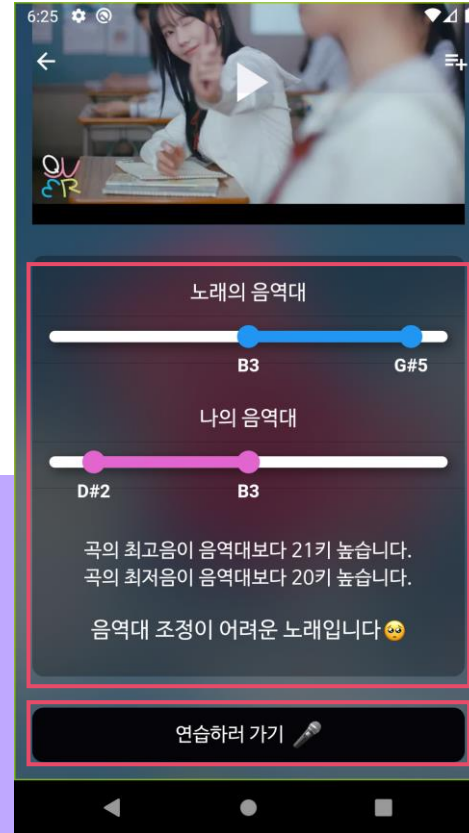 6:25
QWER
노래의 음역대
B3 G#5
나의 음역대
D#2 B3
곡의 최고음이 음역대보다 21키 높습니다.
곡의 최저음이 음역대보다 20키 높습니다.
음역대 조정이 어려운 노래입니다🥺
연습하러 가기 🎤